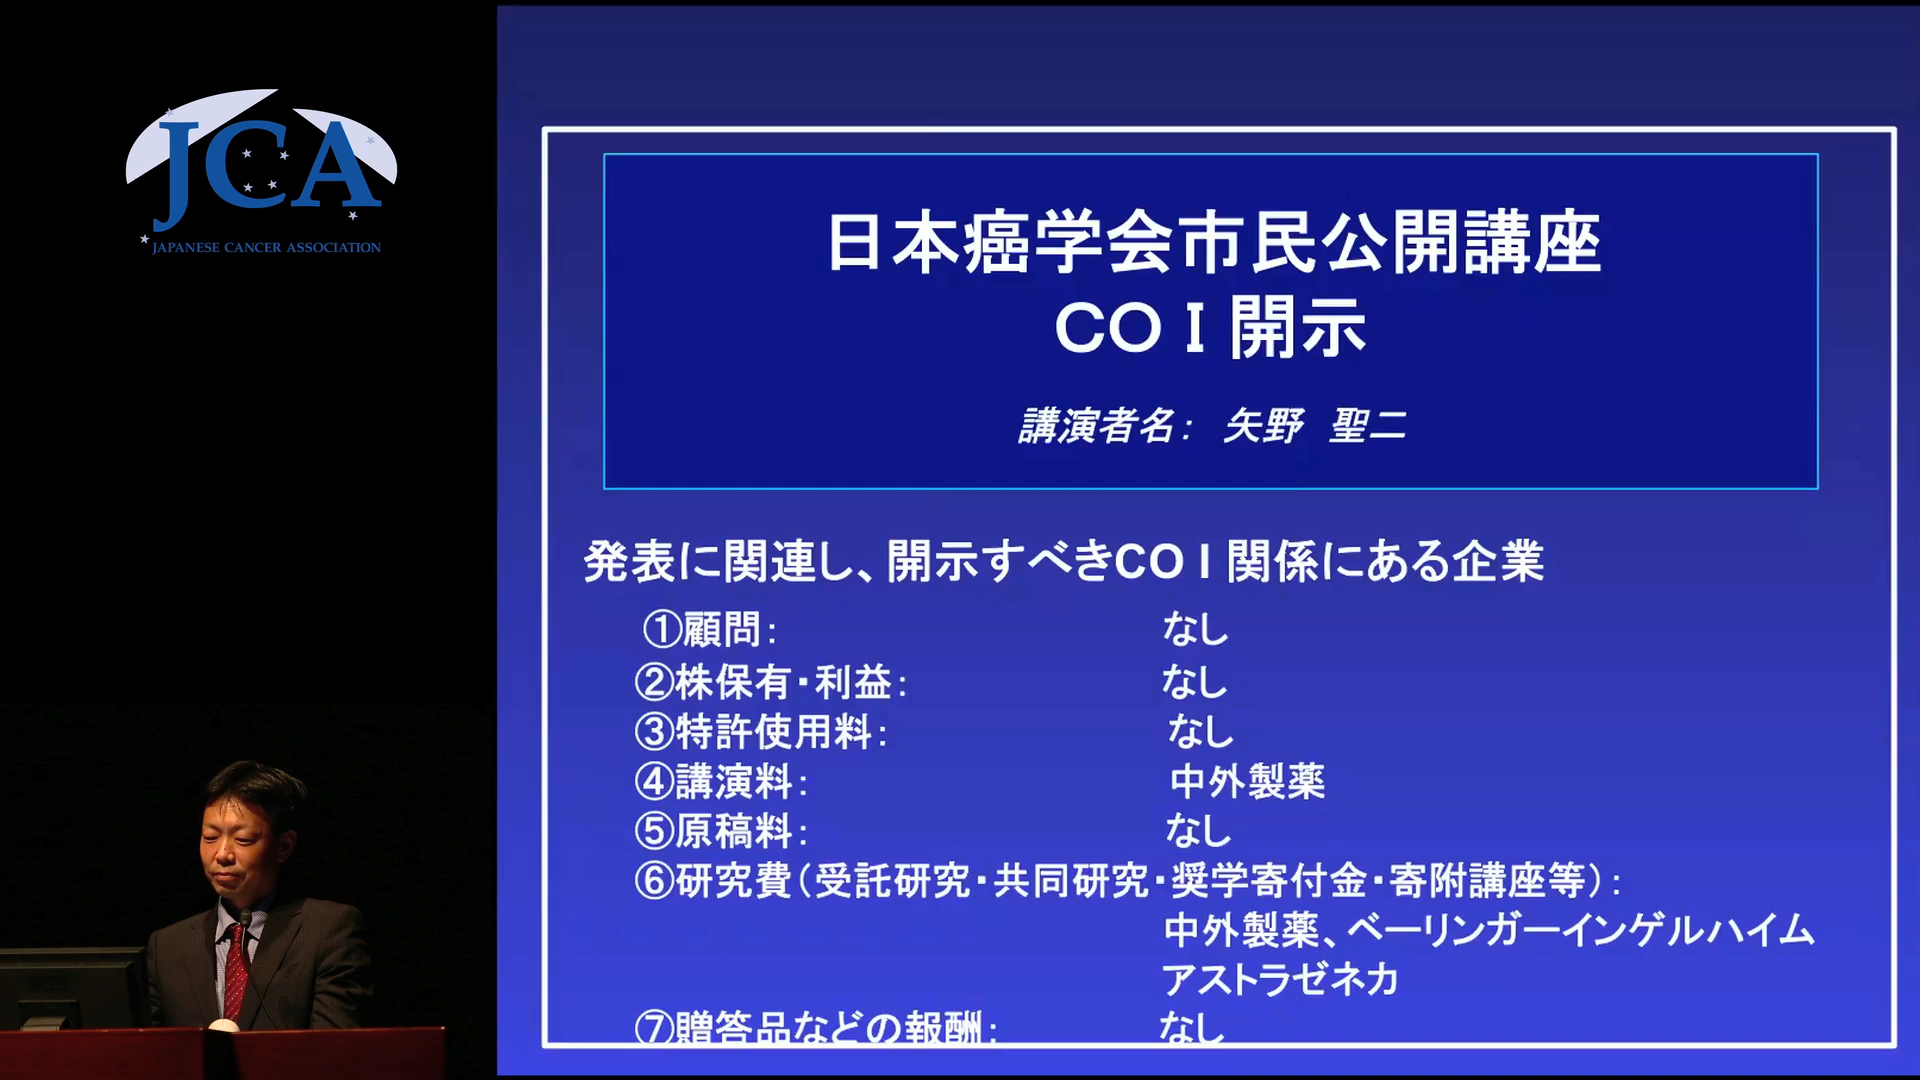 JCA
JAPANESE CANCER ASSOCIATION
日本癌学会市民公開講座
CO I 開示
講演者名: 矢野 聖二
発表に関連し、開示すべきCO I 関係にある企業
①顧問: なし
②株保有・利益: なし
③特許使用料: なし
④講演料: 中外製薬
⑤原稿料: なし
⑥研究費(受託研究・共同研究・奨学寄付金・寄附講座等):
中外製薬、ベーリンガーインゲルハイム
アストラゼネカ
⑦贈答品などの報酬: なし